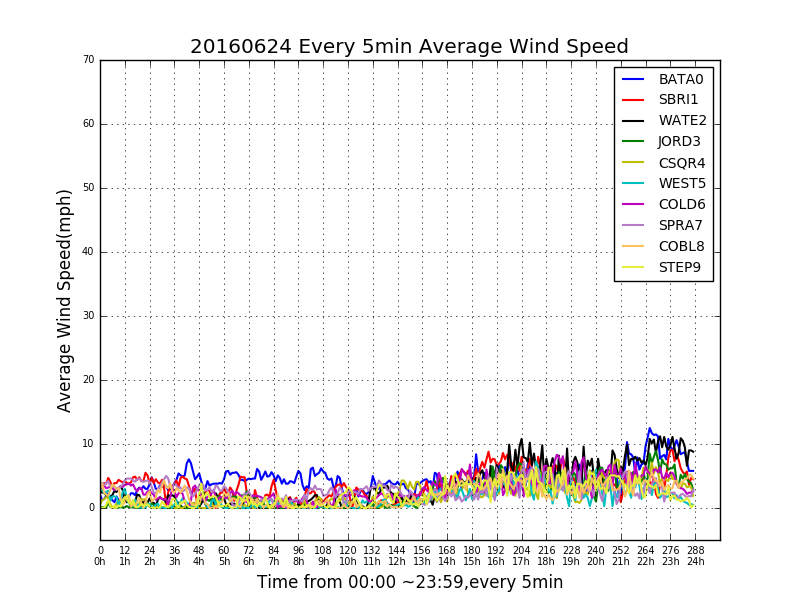 20160624 Every 5min Average Wind Speed
70
60
50
40
30
20
10
0
Average Wind Speed(mph)
BATA0
SBRI1
WATE2
JORD3
CSQR4
WEST5
COLD6
SPRA7
COBL8
STEP9
0 12 24 36 48 60 72 84 96 108 120 132 144 156 168 180 192 204 216 228 240 252 264 276 288
0h 1h 2h 3h 4h 5h 6h 7h 8h 9h 10h 11h 12h 13h 14h 15h 16h 17h 18h 19h 20h 21h 22h 23h 24h
Time from 00:00 ~23:59,every 5min